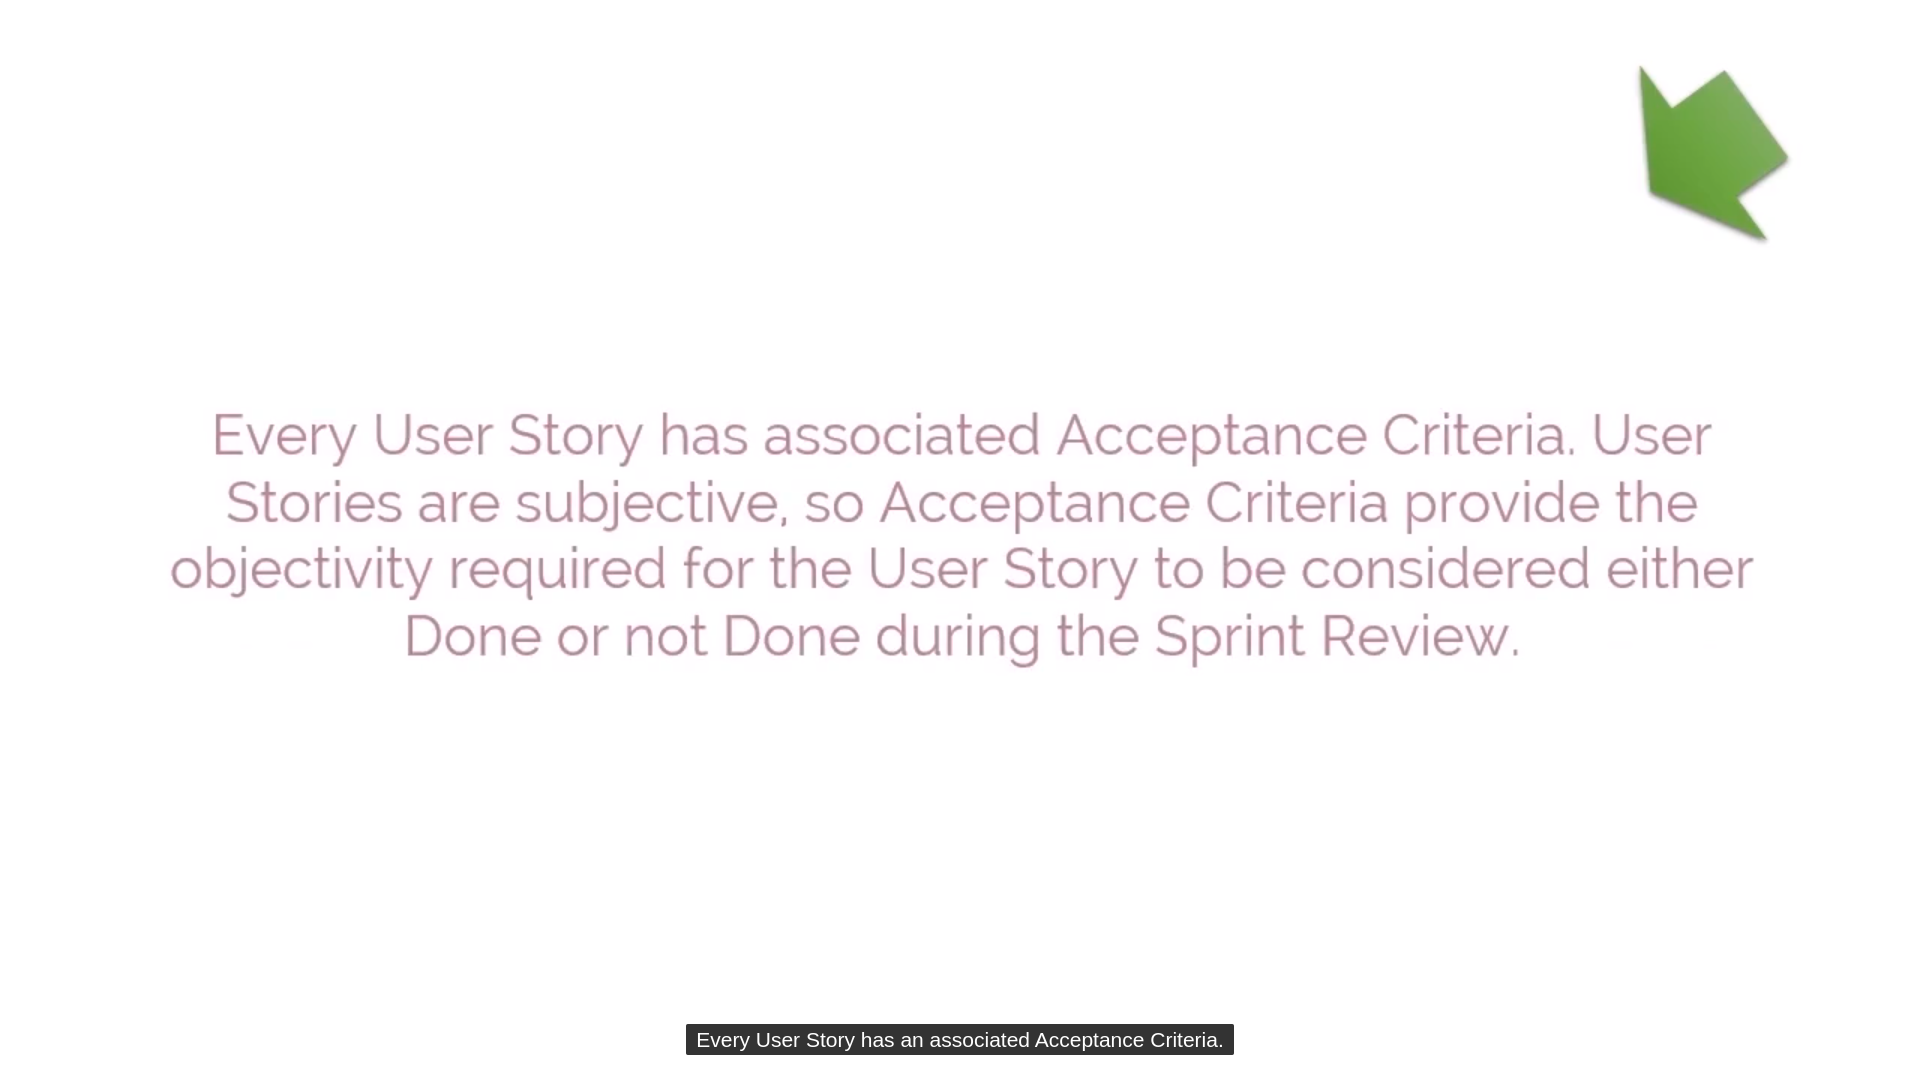 Every User Story has associated Acceptance Criteria. User
Stories are subjective, so Acceptance Criteria provide the
objectivity required for the User Story to be considered either
Done or not Done during the Sprint Review.
Every User Story has an associated Acceptance Criteria.